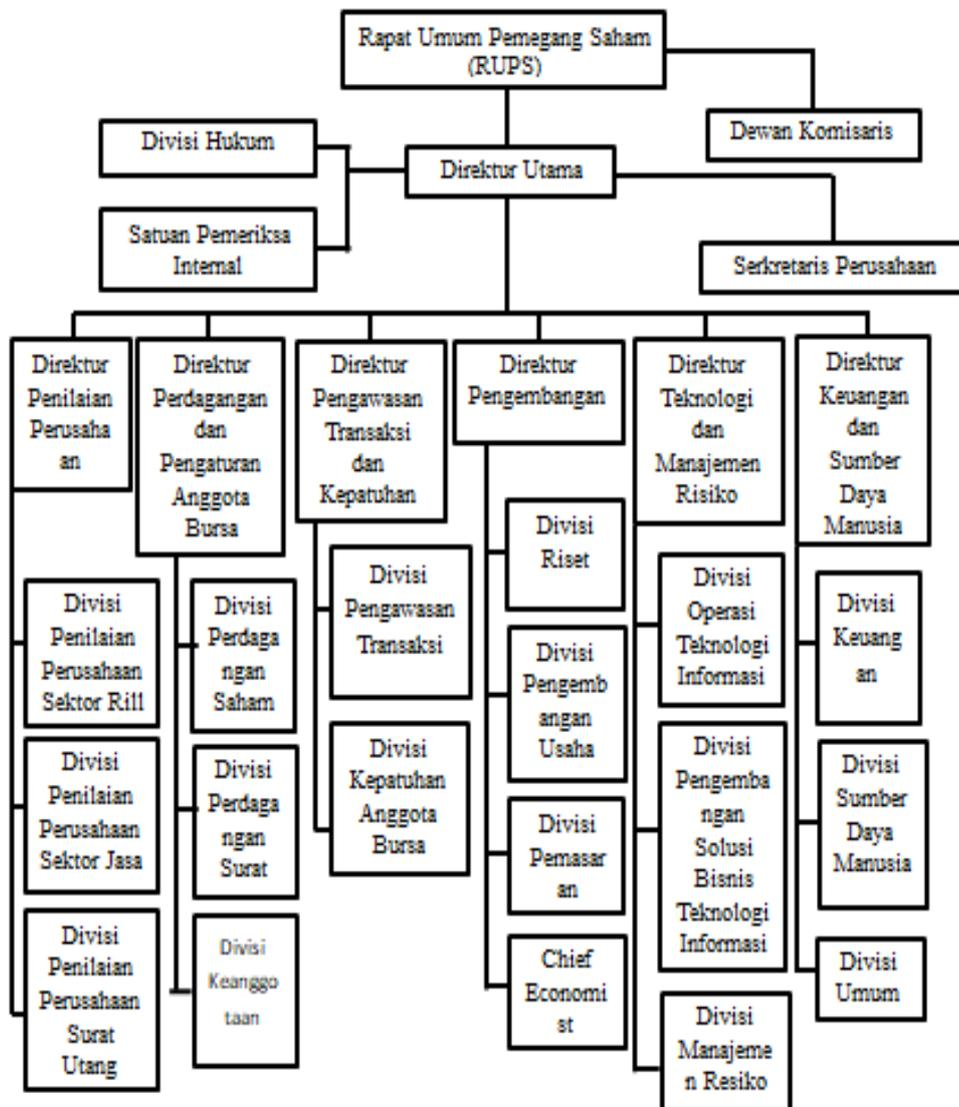 Rapat Umum Pemegang Saham
(RUPS)
Dewan Komisaris
Divisi Hukum
Direktur Utama
Satuan Pemeriksa
Internal
Serkretaris Perusahaan
Direktur
Penilaian
Perusaha
an
Divisi
Penilaian
Perusahaan
Sektor Rill
Divisi
Penilaian
Perusahaan
Sektor Jasa
Divisi
Penilaian
Perusahaan
Surat
Utang
Direktur
Perdagangan
dan
Pengaturan
Anggota
Bursa
Divisi
Perdaga
ngan
Saham
Divisi
Perdaga
ngan
Surat
Divisi
Keanggo
taan
Direktur
Pengawasan
Transaksi
dan
Kepatuhan
Divisi
Pengawasan
Transaksi
Divisi
Kepatuhan
Anggota
Bursa
Direktur
Pengembangan
Divisi
Riset
Divisi
Pengemb
angan
Usaha
Divisi
Pemasar
an
Chief
Economi
st
Direktur
Teknologi
dan
Manajemen
Risiko
Divisi
Operasi
Teknologi
Informasi
Divisi
Pengemba
ngan
Solusi
Bisnis
Teknologi
Informasi
Divisi
Manajeme
n Resiko
Direktur
Keuangan
dan
Sumber
Daya
Manusia
Divisi
Keuang
an
Divisi
Sumber
Daya
Manusia
Divisi
Umum